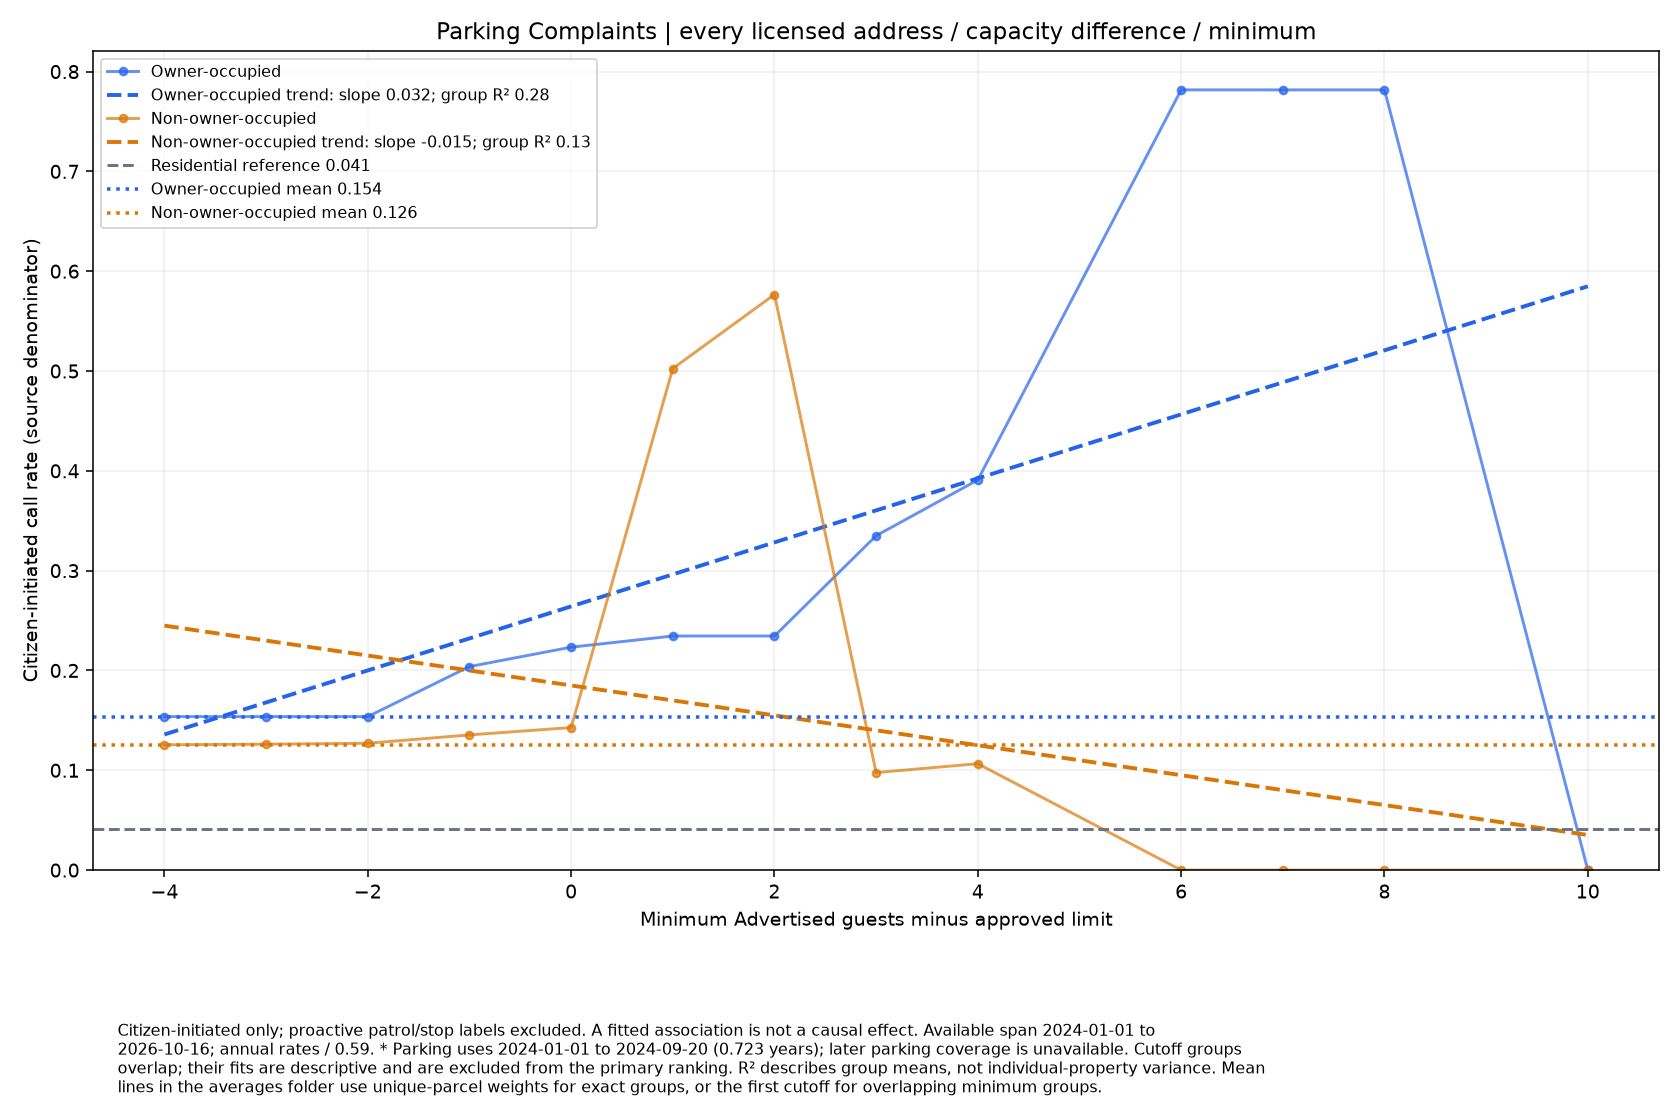 Parking Complaints | every licensed address / capacity difference / minimum
Owner-occupied
Owner-occupied trend: slope 0.032; group R² 0.28
Non-owner-occupied
Non-owner-occupied trend: slope -0.015; group R² 0.13
Residential reference 0.041
Owner-occupied mean 0.154
Non-owner-occupied mean 0.126
Citizen-initiated call rate (source denominator)
0.8
0.7
0.6
0.5
0.4
0.3
0.2
0.1
0.0
−4 −2 0 2 4 6 8 10
Minimum Advertised guests minus approved limit
Citizen-initiated only; proactive patrol/stop labels excluded. A fitted association is not a causal effect. Available span 2024-01-01 to
2026-10-16; annual rates / 0.59. * Parking uses 2024-01-01 to 2024-09-20 (0.723 years); later parking coverage is unavailable. Cutoff groups
overlap; their fits are descriptive and are excluded from the primary ranking. R² describes group means, not individual-property variance. Mean
lines in the averages folder use unique-parcel weights for exact groups, or the first cutoff for overlapping minimum groups.